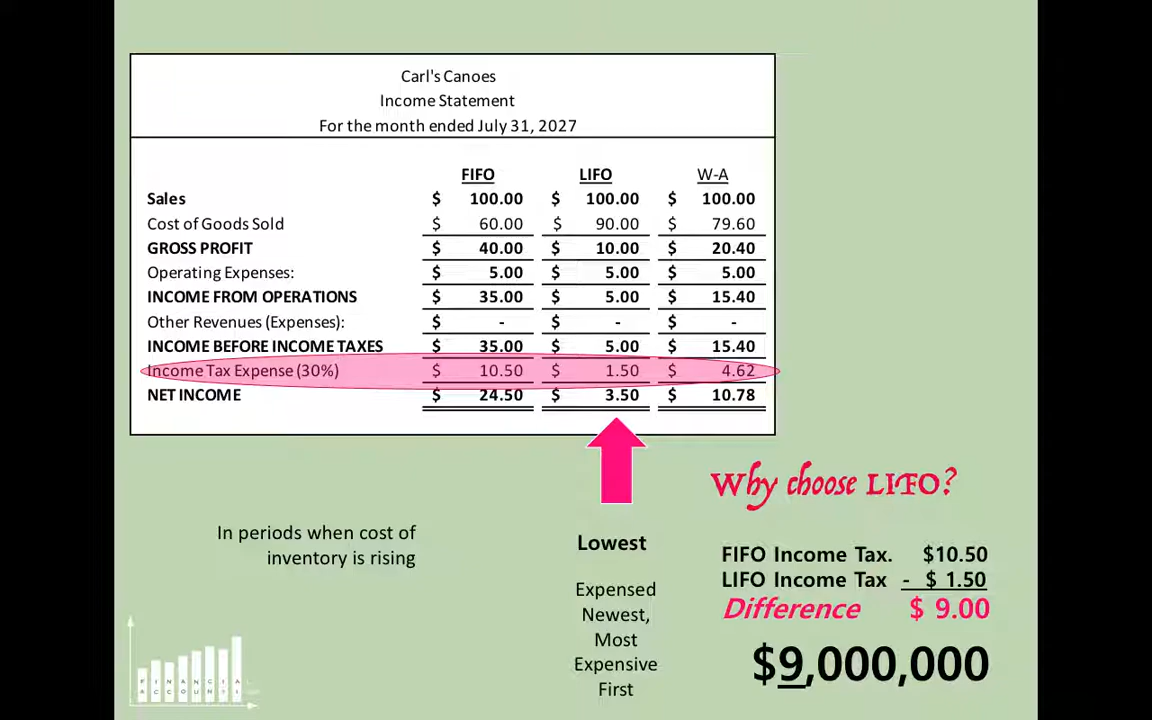 Carl's Canoes
Income Statement
For the month ended July 31, 2027
FIFO LIFO W-A
Sales $ 100.00 $ 100.00 $ 100.00
Cost of Goods Sold $ 60.00 $ 90.00 $ 79.60
GROSS PROFIT $ 40.00 $ 10.00 $ 20.40
Operating Expenses: $ 5.00 $ 5.00 $ 5.00
INCOME FROM OPERATIONS $ 35.00 $ 5.00 $ 15.40
Other Revenues (Expenses): $ - $ - $ -
INCOME BEFORE INCOME TAXES $ 35.00 $ 5.00 $ 15.40
Income Tax Expense (30%) $ 10.50 $ 1.50 $ 4.62
NET INCOME $ 24.50 $ 3.50 $ 10.78
In periods when cost of
inventory is rising
Lowest
Expensed
Newest,
Most
Expensive
First
Why choose LIFO?
FIFO Income Tax. $10.50
LIFO Income Tax - $ 1.50
Difference $ 9.00
$9,000,000
FINANCIAL